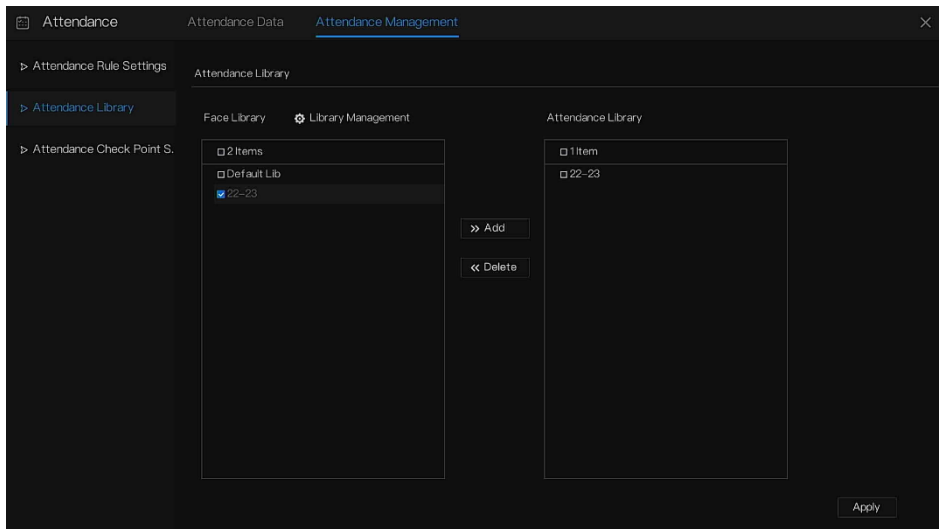 Attendance
Attendance Data
Attendance Management
Attendance Rule Settings
Attendance Library
Attendance Library
Attendance Check Point S.
Face Library
Library Management
Attendance Library
2 Items
Default Lib
22-23
Add
Delete
1 Item
22-23
Apply